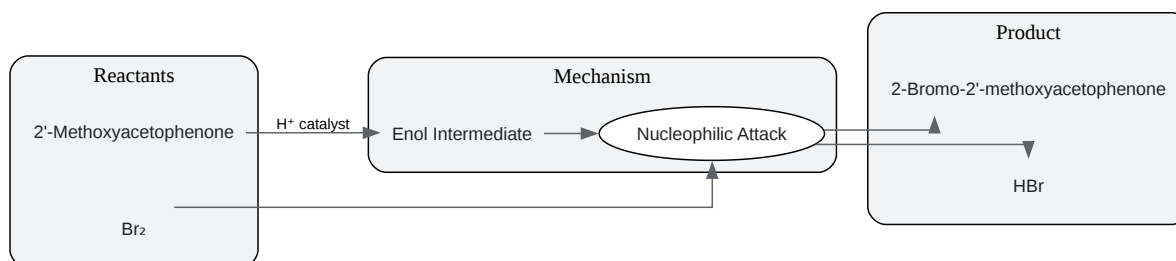 Reactants
2'-Methoxyacetophenone
Br₂
H⁺ catalyst
Mechanism
Enol Intermediate
Nucleophilic Attack
Product
2-Bromo-2'-methoxyacetophenone
HBr